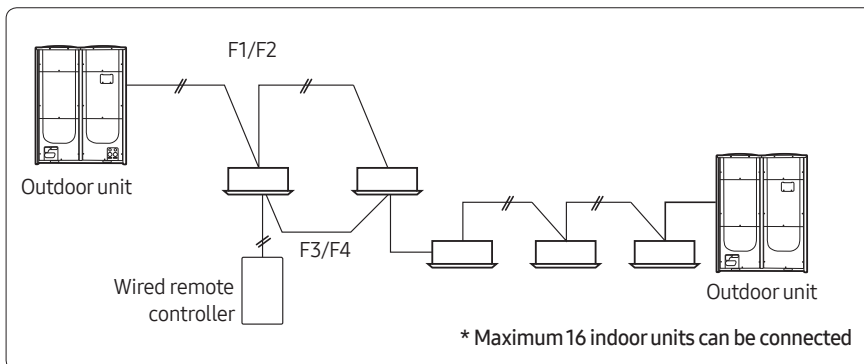 F1/F2
Outdoor unit
F3/F4
Wired remote
controller
Outdoor unit
* Maximum 16 indoor units can be connected